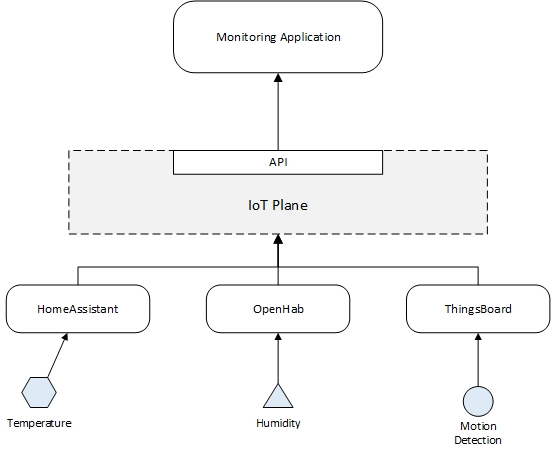 Monitoring Application
API
IoT Plane
HomeAssistant
OpenHab
ThingsBoard
Temperature
Humidity
Motion
Detection